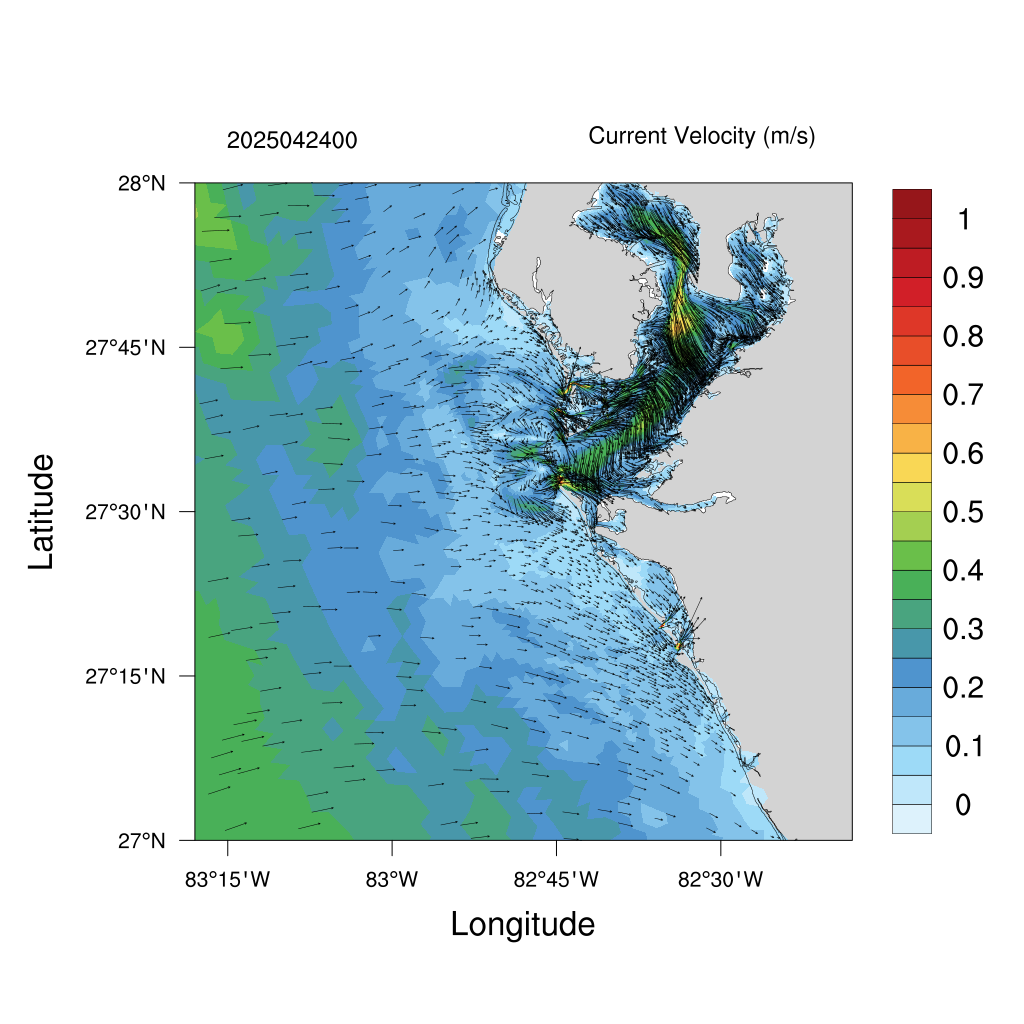 2025042400
Current Velocity (m/s)
28°N
27°45'N
27°30'N
27°15'N
27°N
83°15'W
83°W
82°45'W
82°30'W
Latitude
Longitude
1
0.9
0.8
0.7
0.6
0.5
0.4
0.3
0.2
0.1
0